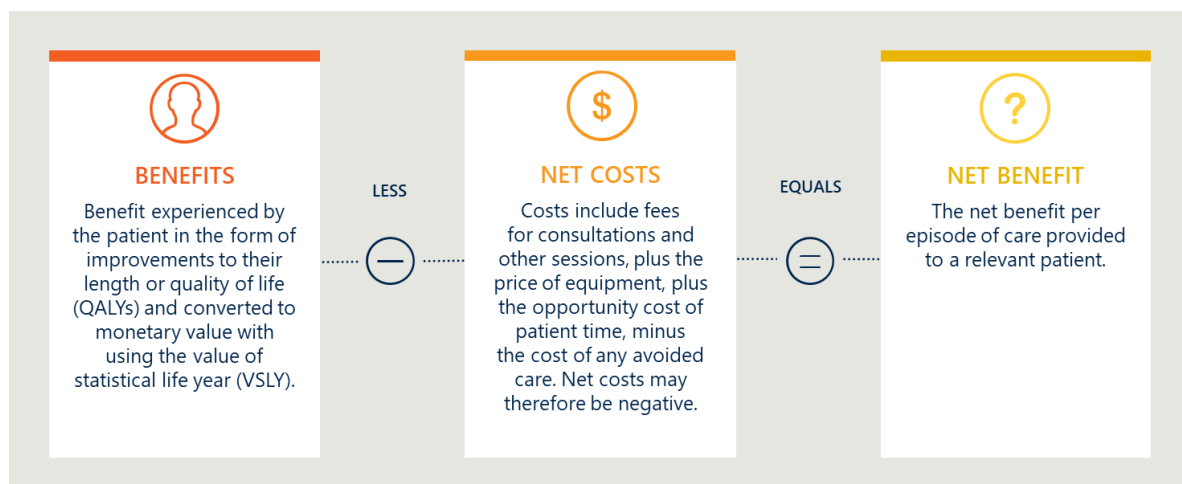 $
?
BENEFITS
Benefit experienced by
the patient in the form of
improvements to their
length or quality of life
(QALYs) and converted to
monetary value with
using the value of
statistical life year (VSLY).
LESS
—
NET COSTS
Costs include fees
for consultations and
other sessions, plus the
price of equipment, plus
the opportunity cost of
patient time, minus
the cost of any avoided
care. Net costs may
therefore be negative.
EQUALS
=
NET BENEFIT
The net benefit per
episode of care provided
to a relevant patient.